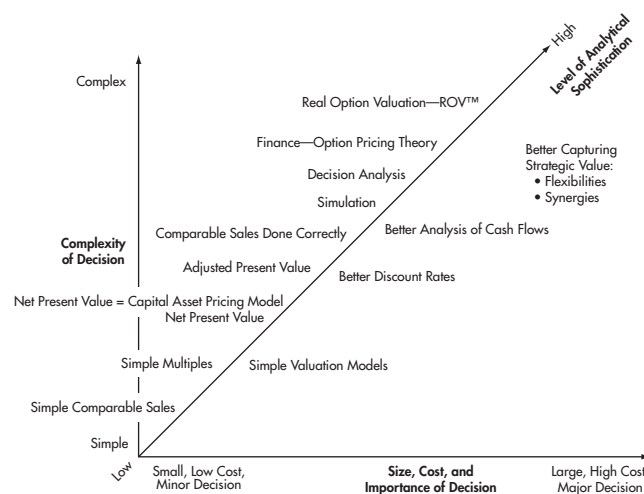 High
Level of Analytical
Sophistication
Complex
Real Option Valuation—ROV™
Finance—Option Pricing Theory
Better Capturing
Strategic Value:
• Flexibilities
• Synergies
Decision Analysis
Simulation
Comparable Sales Done Correctly
Better Analysis of Cash Flows
Complexity
of Decision
Adjusted Present Value
Better Discount Rates
Net Present Value = Capital Asset Pricing Model
Net Present Value
Simple Multiples
Simple Valuation Models
Simple Comparable Sales
Simple
Low
Small, Low Cost,
Minor Decision
Size, Cost, and
Importance of Decision
Large, High Cost
Major Decision